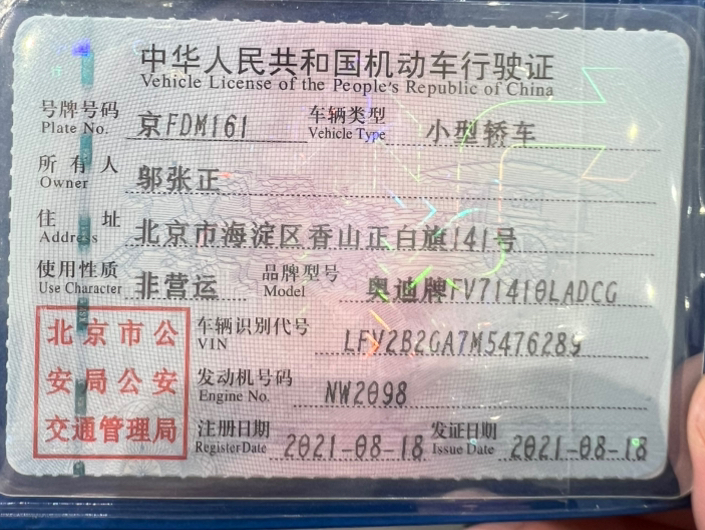 中华人民共和国机动车行驶证
Vehicle License of the People's Republic of China
号牌号码 京FDM161 车辆类型 小型轿车
Plate No. Vehicle Type
所有人 邬张正
Owner
住址 北京市海淀区香山正白旗141号
Address
使用性质 非营运 品牌型号 奥迪牌FV71410LADCG
Use Character Model
北京市公
安局公安
交通管理局
车辆识别代号 LFV2B2GA7M5476289
VIN
发动机号码 NW2098
Engine No.
注册日期 2021-08-18 发证日期 2021-08-18
Register Date Issue Date